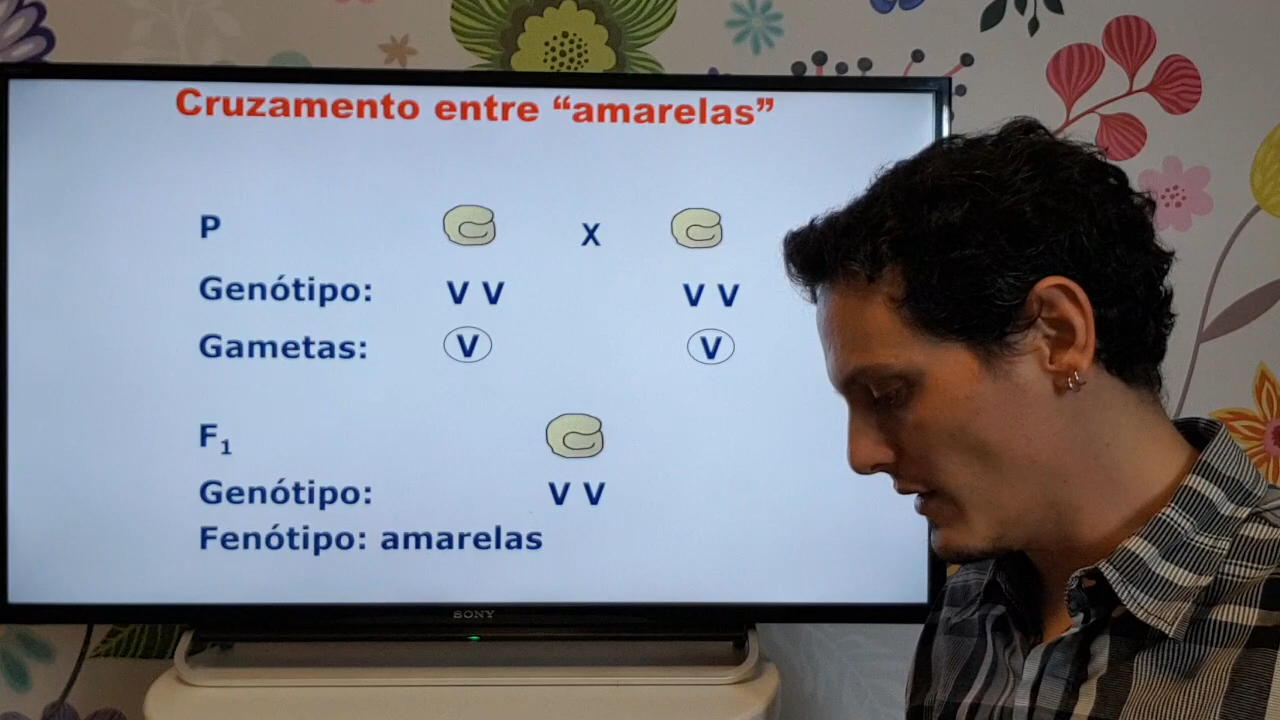 Cruzamento entre “amarelas”
P X
Genótipo: V V V V
Gametas: V V
F1
Genótipo: V V
Fenótipo: amarelas
SONY